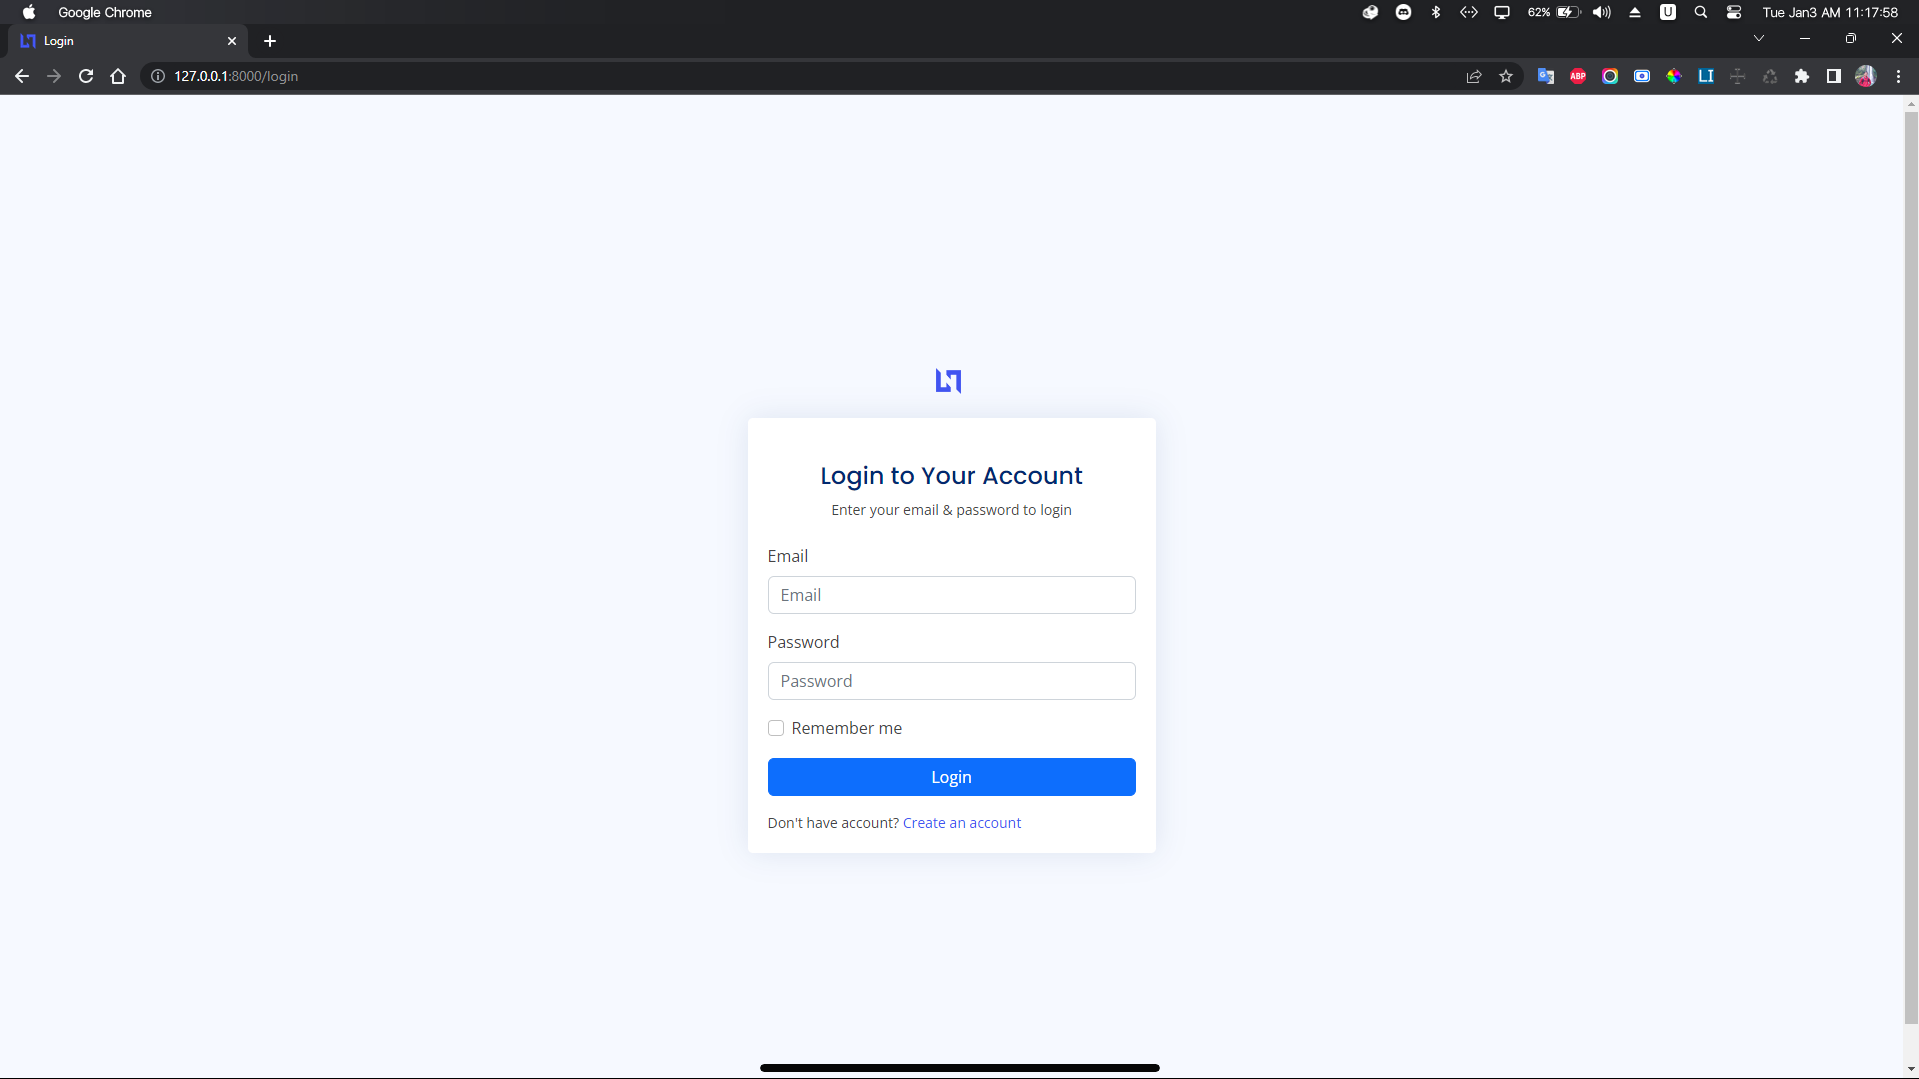 Google Chrome
62%
U
Tue Jan3 AM 11:17:58
Login
127.0.0.1:8000/login
ABP
LI
Login to Your Account
Enter your email & password to login
Email
Email
Password
Password
Remember me
Login
Don't have account? Create an account